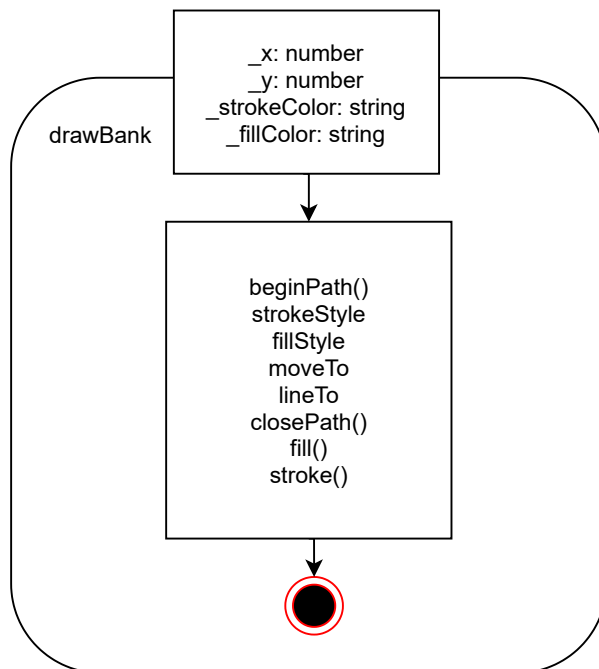 _x: number
_y: number
_strokeColor: string
_fillColor: string
drawBank
beginPath()
strokeStyle
fillStyle
moveTo
lineTo
closePath()
fill()
stroke()